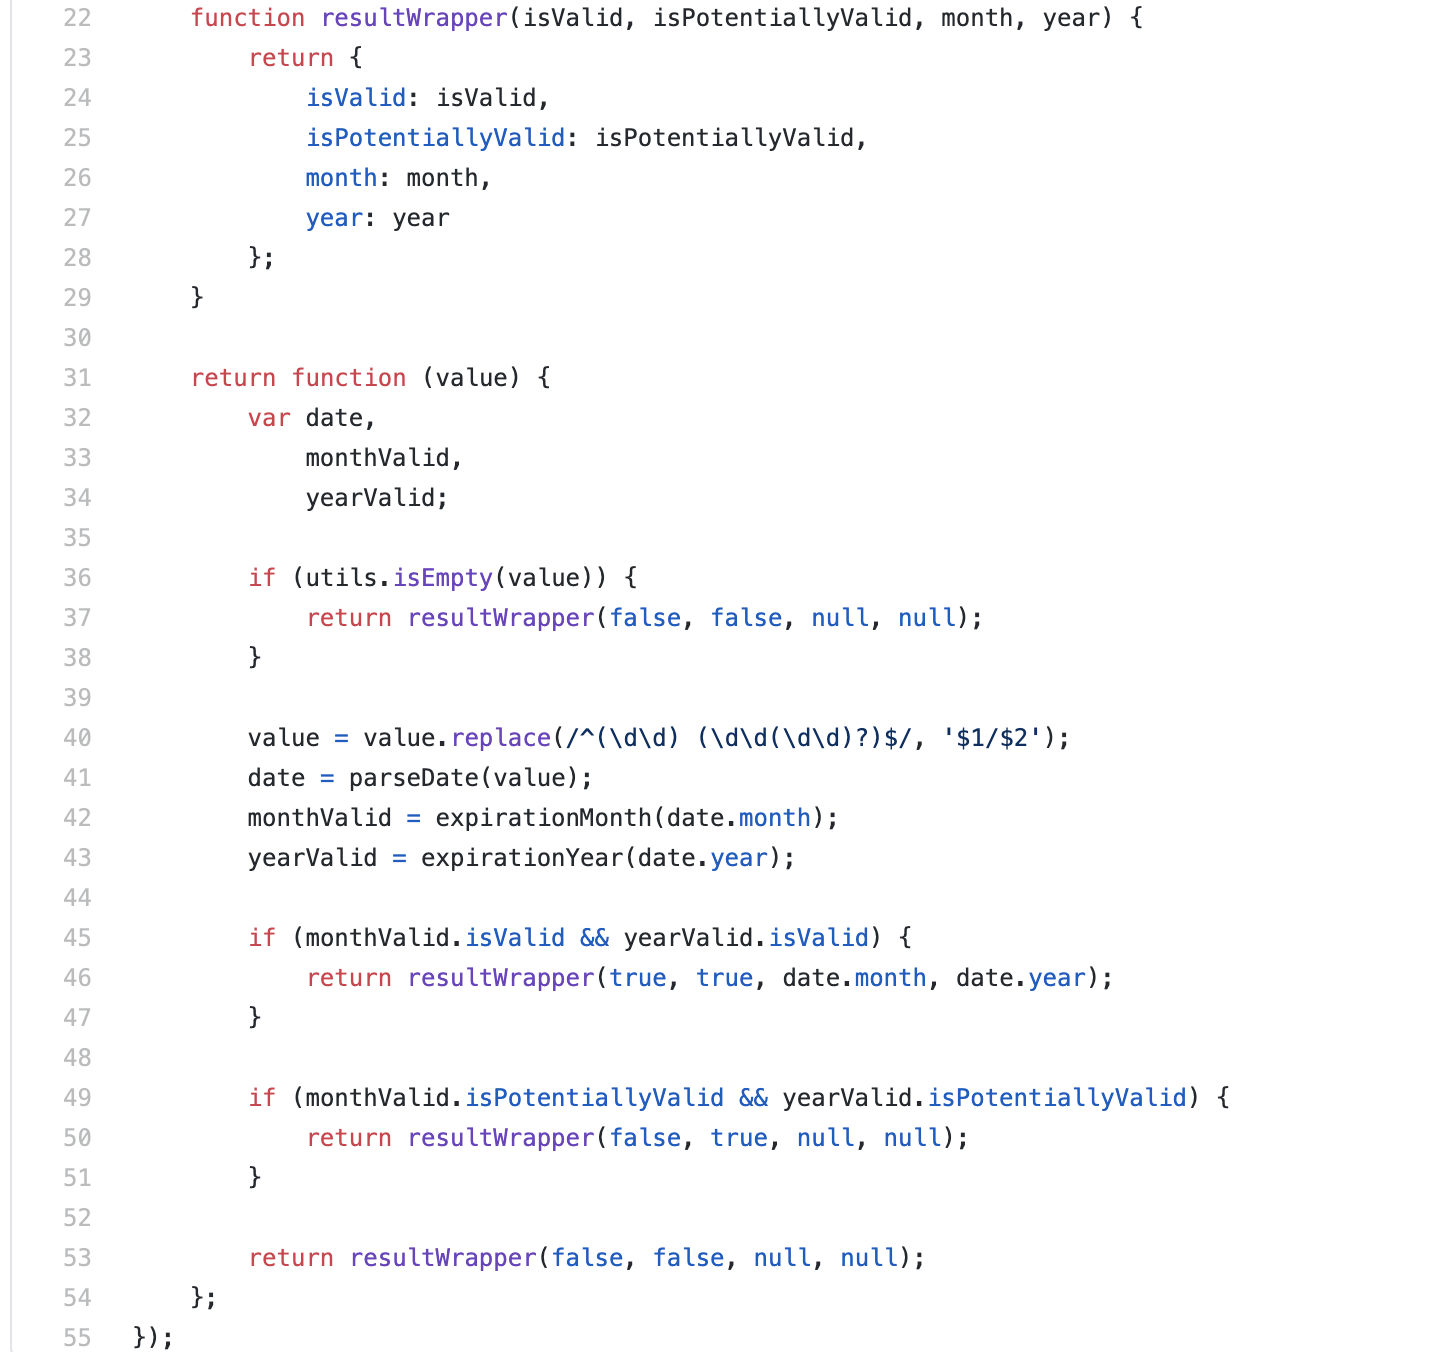 22 function resultWrapper(isValid, isPotentiallyValid, month, year) {
23 return {
24 isValid: isValid,
25 isPotentiallyValid: isPotentiallyValid,
26 month: month,
27 year: year
28 };
29 }
30
31 return function (value) {
32 var date,
33 monthValid,
34 yearValid;
35
36 if (utils.isEmpty(value)) {
37 return resultWrapper(false, false, null, null);
38 }
39
40 value = value.replace(/^(\d\d) (\d\d(\d\d)?)$/, '$1/$2');
41 date = parseDate(value);
42 monthValid = expirationMonth(date.month);
43 yearValid = expirationYear(date.year);
44
45 if (monthValid.isValid && yearValid.isValid) {
46 return resultWrapper(true, true, date.month, date.year);
47 }
48
49 if (monthValid.isPotentiallyValid && yearValid.isPotentiallyValid) {
50 return resultWrapper(false, true, null, null);
51 }
52
53 return resultWrapper(false, false, null, null);
54 };
55 });